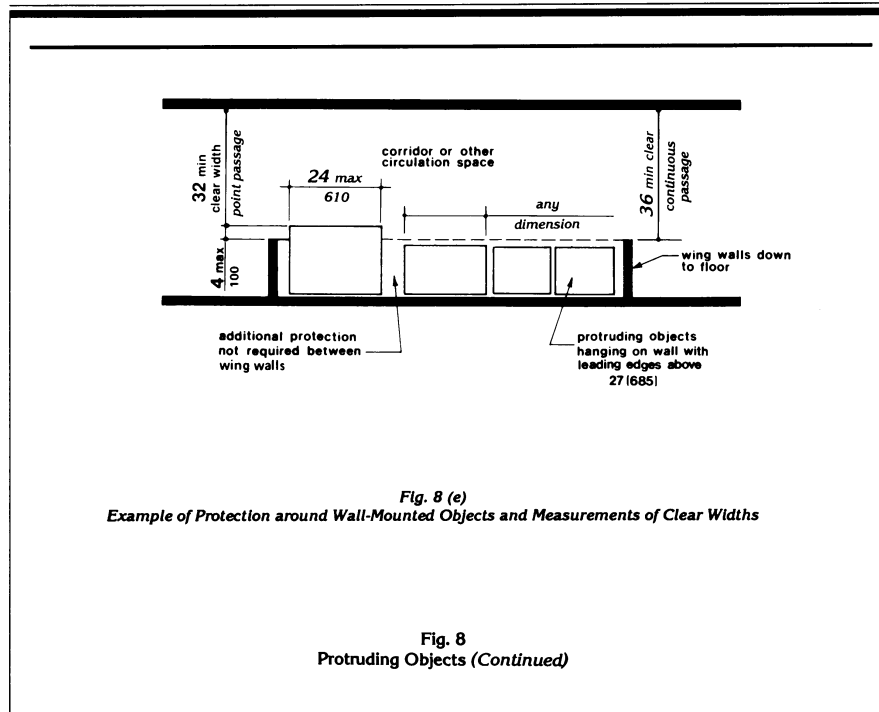 32 min
clear width
point passage
corridor or other
circulation space
24 max
610
any
dimension
36 min clear
continuous
passage
4 max
100
wing walls down
to floor
additional protection
not required between
wing walls
protruding objects
hanging on wall with
leading edges above
27 (685)
Fig. 8 (e)
Example of Protection around Wall-Mounted Objects and Measurements of Clear Widths
Fig. 8
Protruding Objects (Continued)